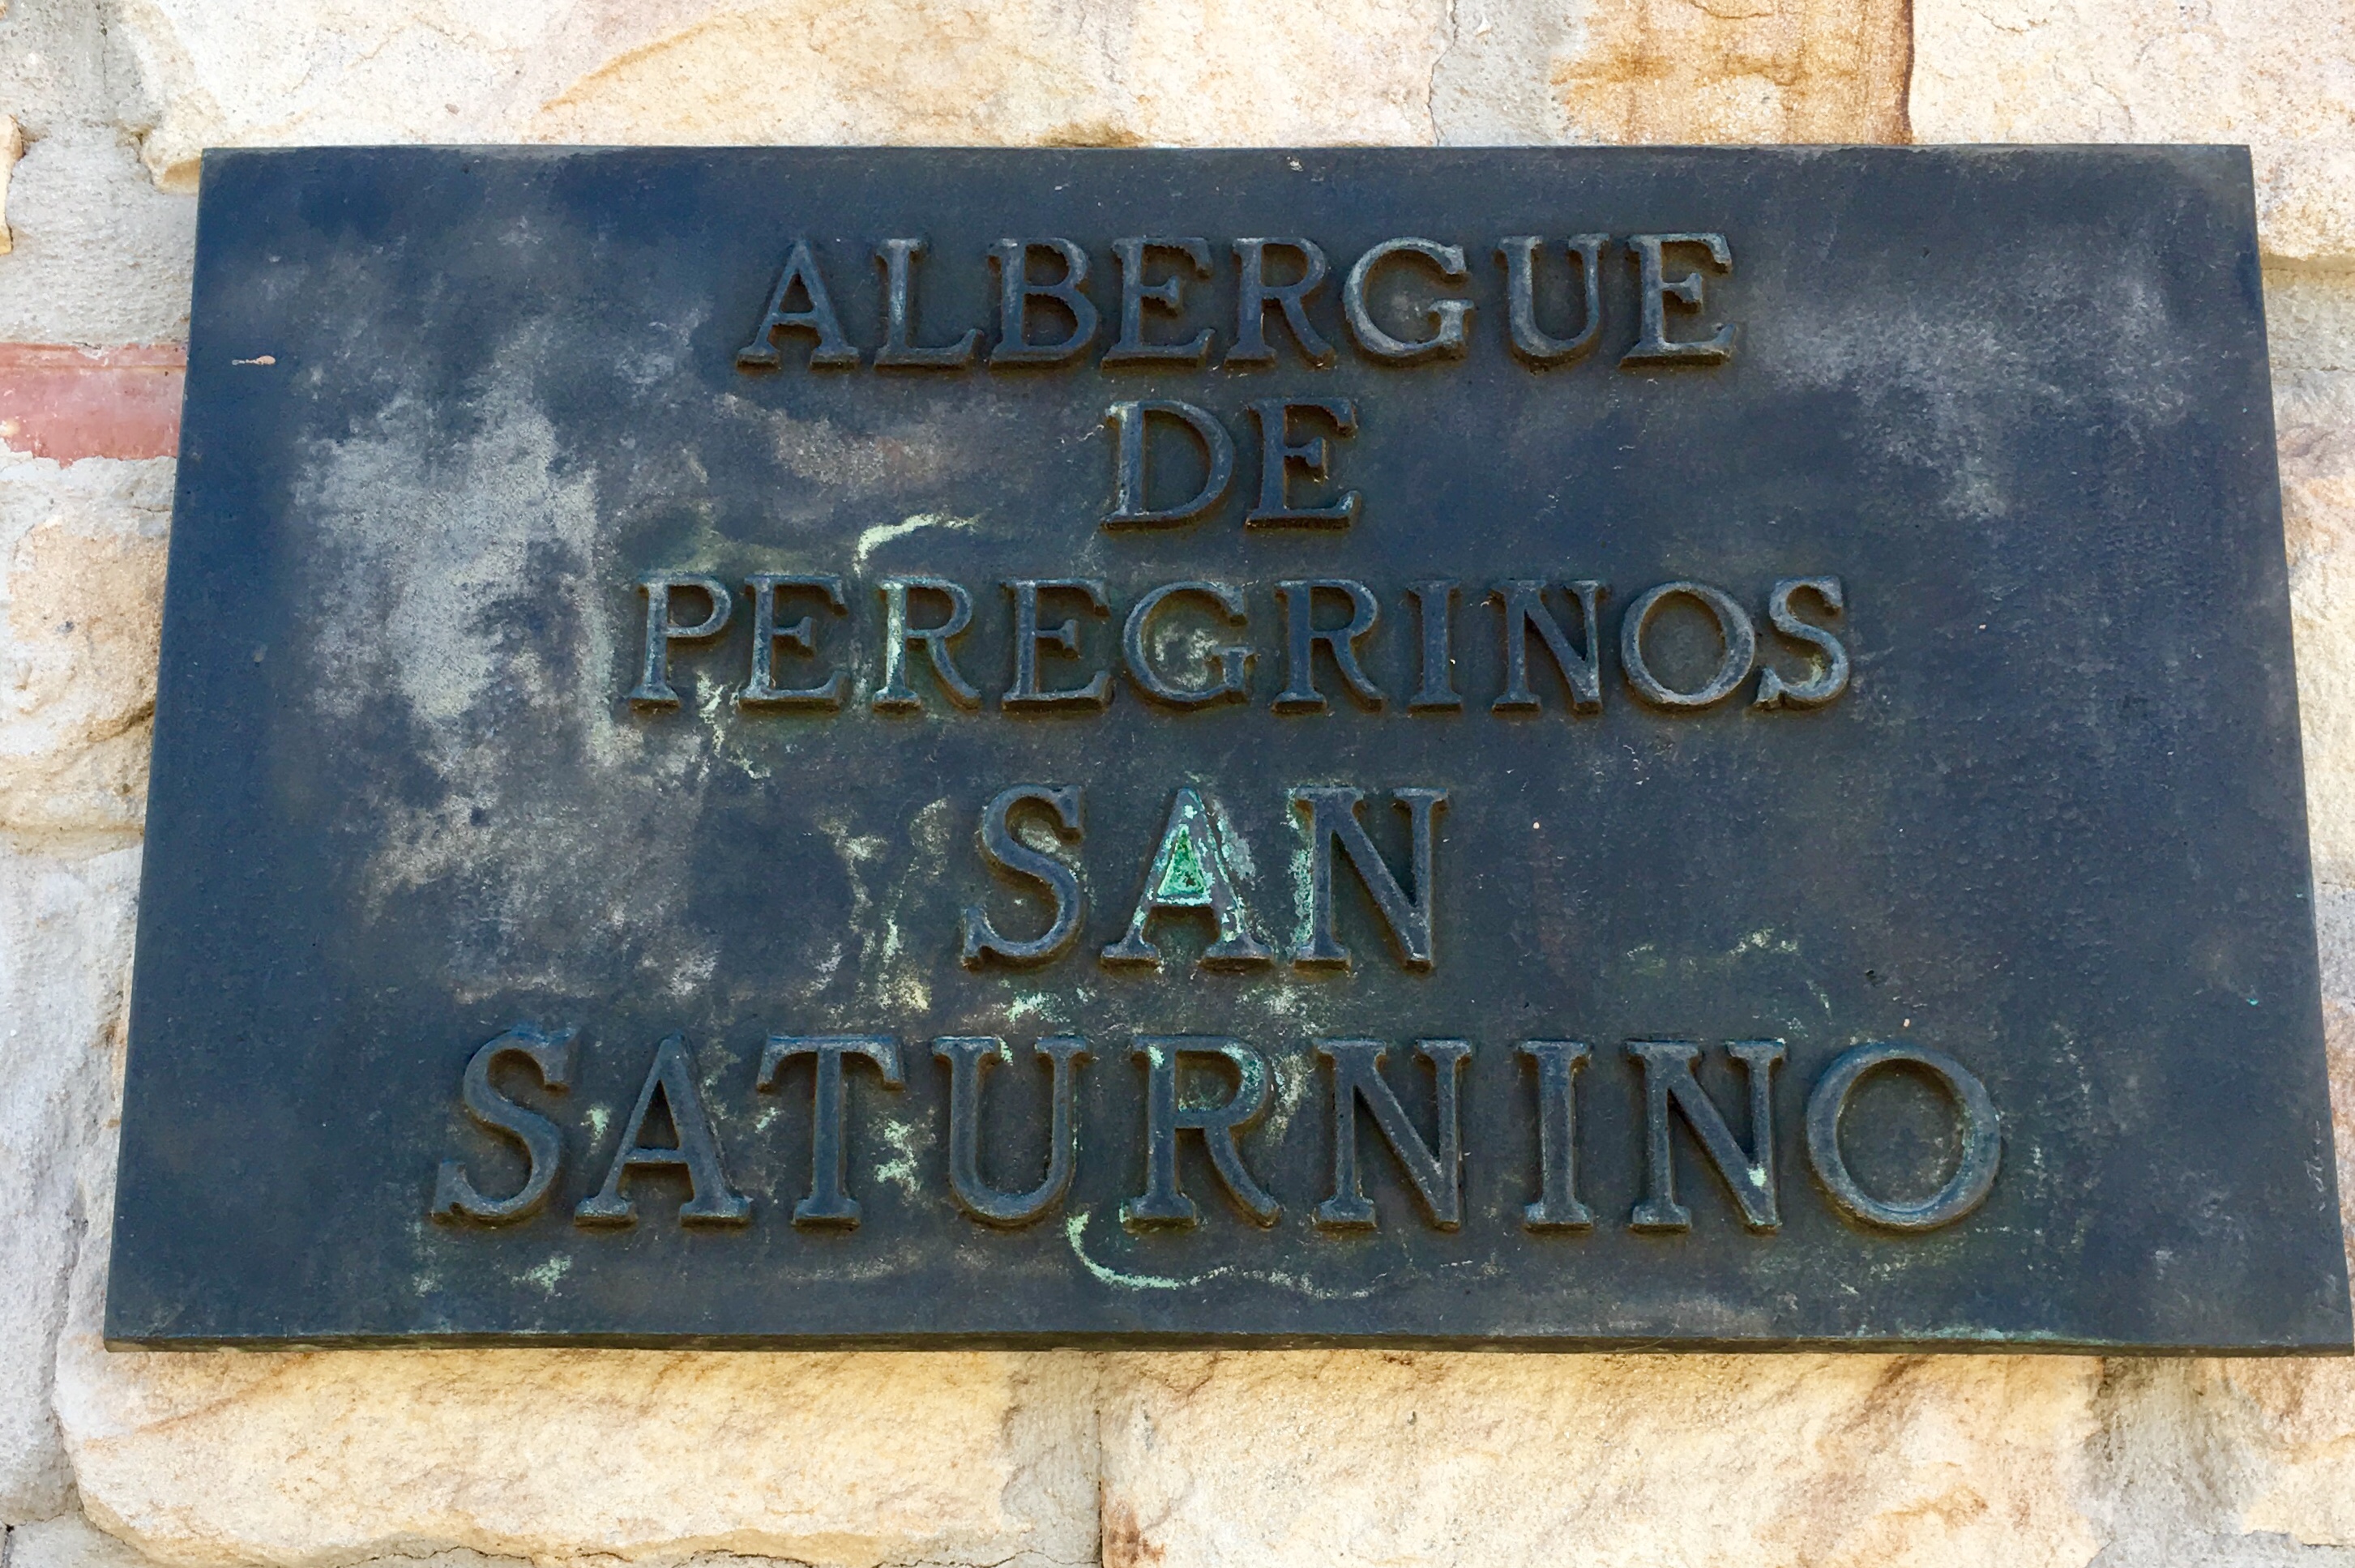 ALBERGUE
DE
PEREGRINOS
SAN
SATURNINO